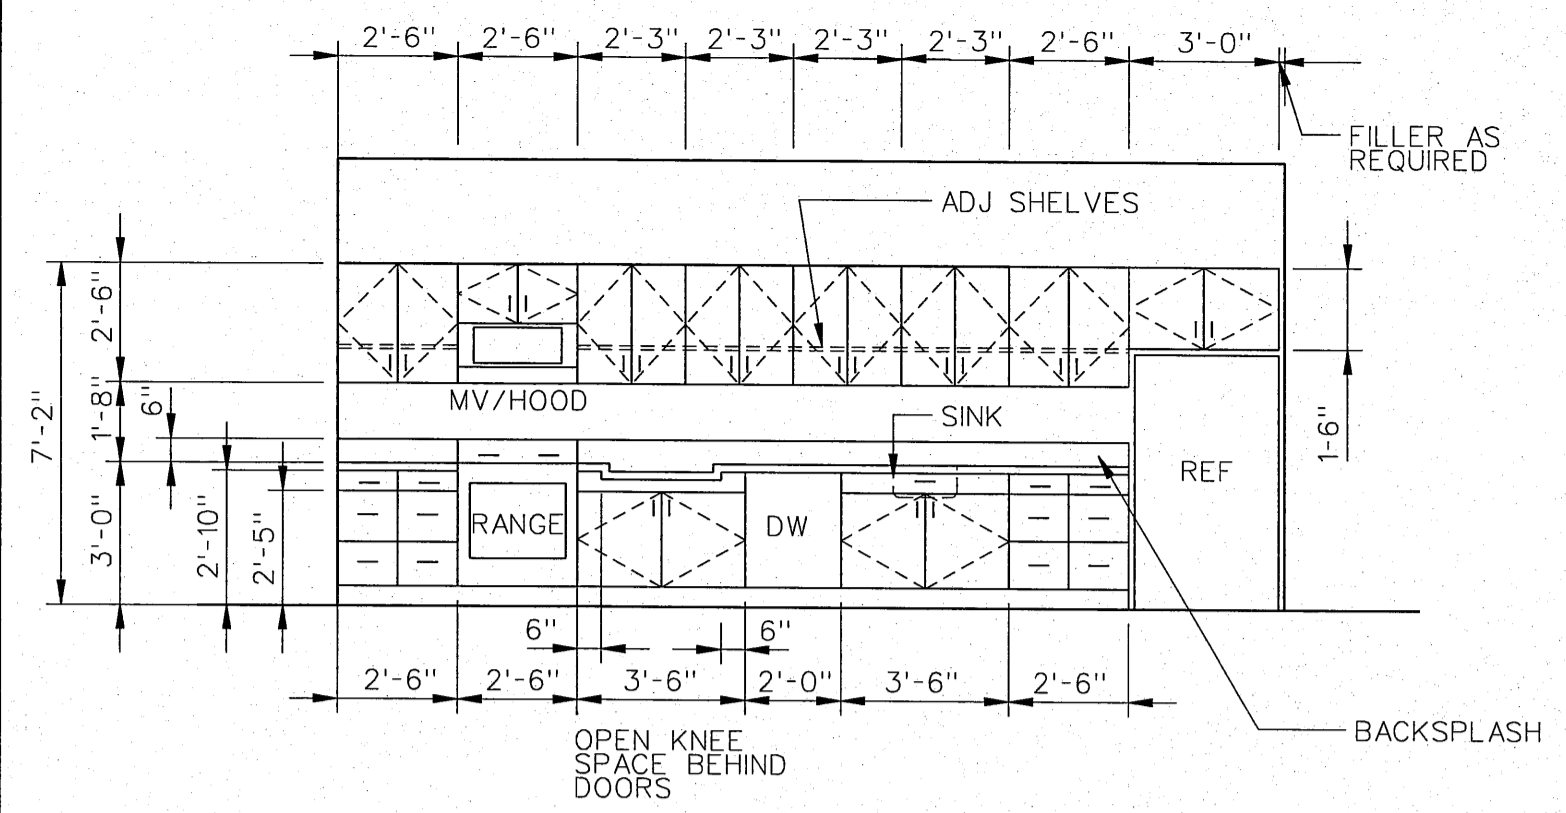 2'-6" 2'-6" 2'-3" 2'-3" 2'-3" 2'-3" 2'-6" 3'-0"
FILLER AS
REQUIRED
ADJ SHELVES
7'-2"
2'-6"
1'-8"
6"
3'-0"
2'-10"
2'-5"
1-6"
MV/HOOD
SINK
REF
RANGE
DW
6" 6"
2'-6" 2'-6" 3'-6" 2'-0" 3'-6" 2'-6"
BACKSPLASH
OPEN KNEE
SPACE BEHIND
DOORS